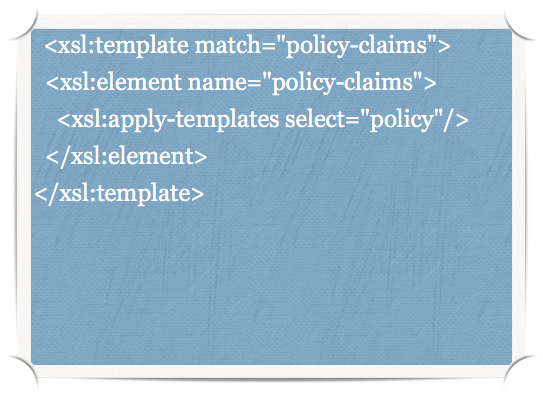 <xsl:template match="policy-claims">
<xsl:element name="policy-claims">
<xsl:apply-templates select="policy"/>
</xsl:element>
</xsl:template>